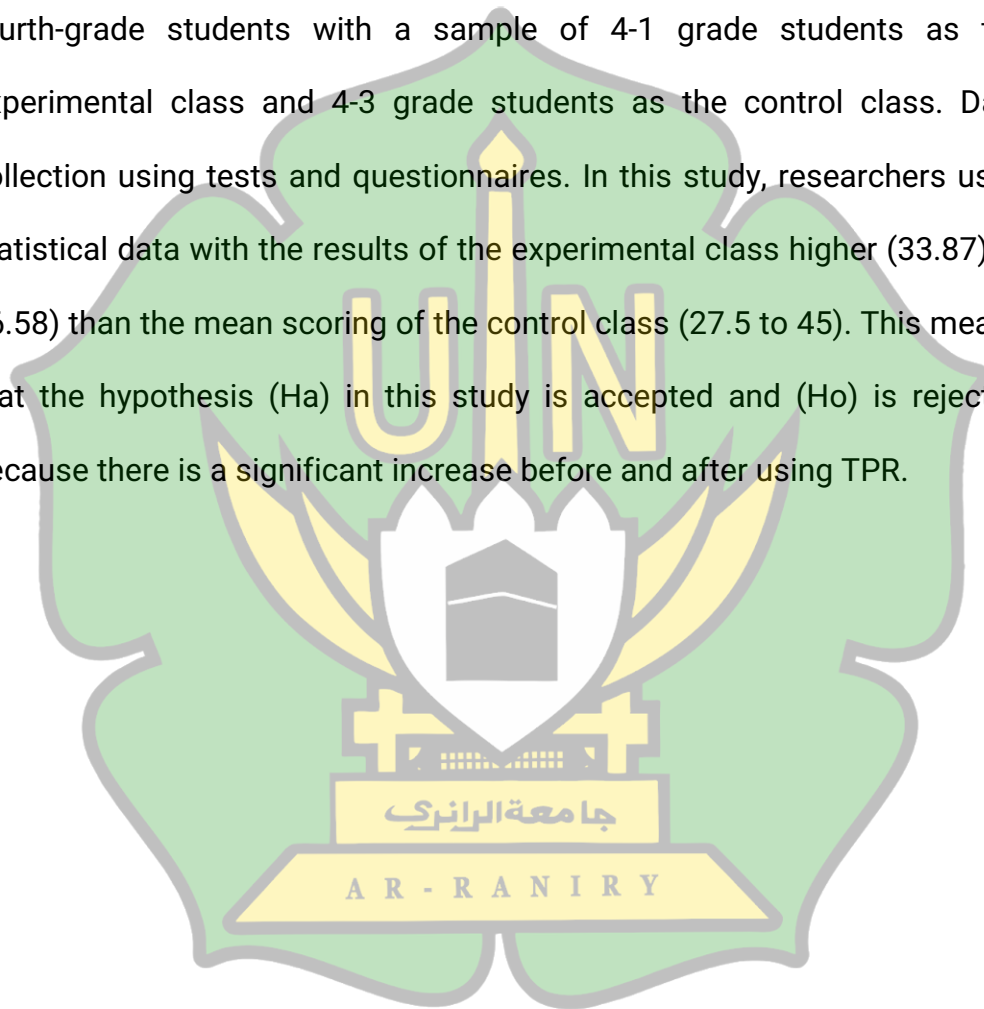 urth-grade students with a sample of 4-1 grade students as t
xperimental class and 4-3 grade students as the control class. Da
ollection using tests and questionnaires. In this study, researchers us
atistical data with the results of the experimental class higher (33.87)
6.58) than the mean scoring of the control class (27.5 to 45). This mea
at the hypothesis (Ha) in this study is accepted and (Ho) is reject
ecause there is a significant increase before and after using TPR.
UIN
جامعةالرانري
AR-RANIRY